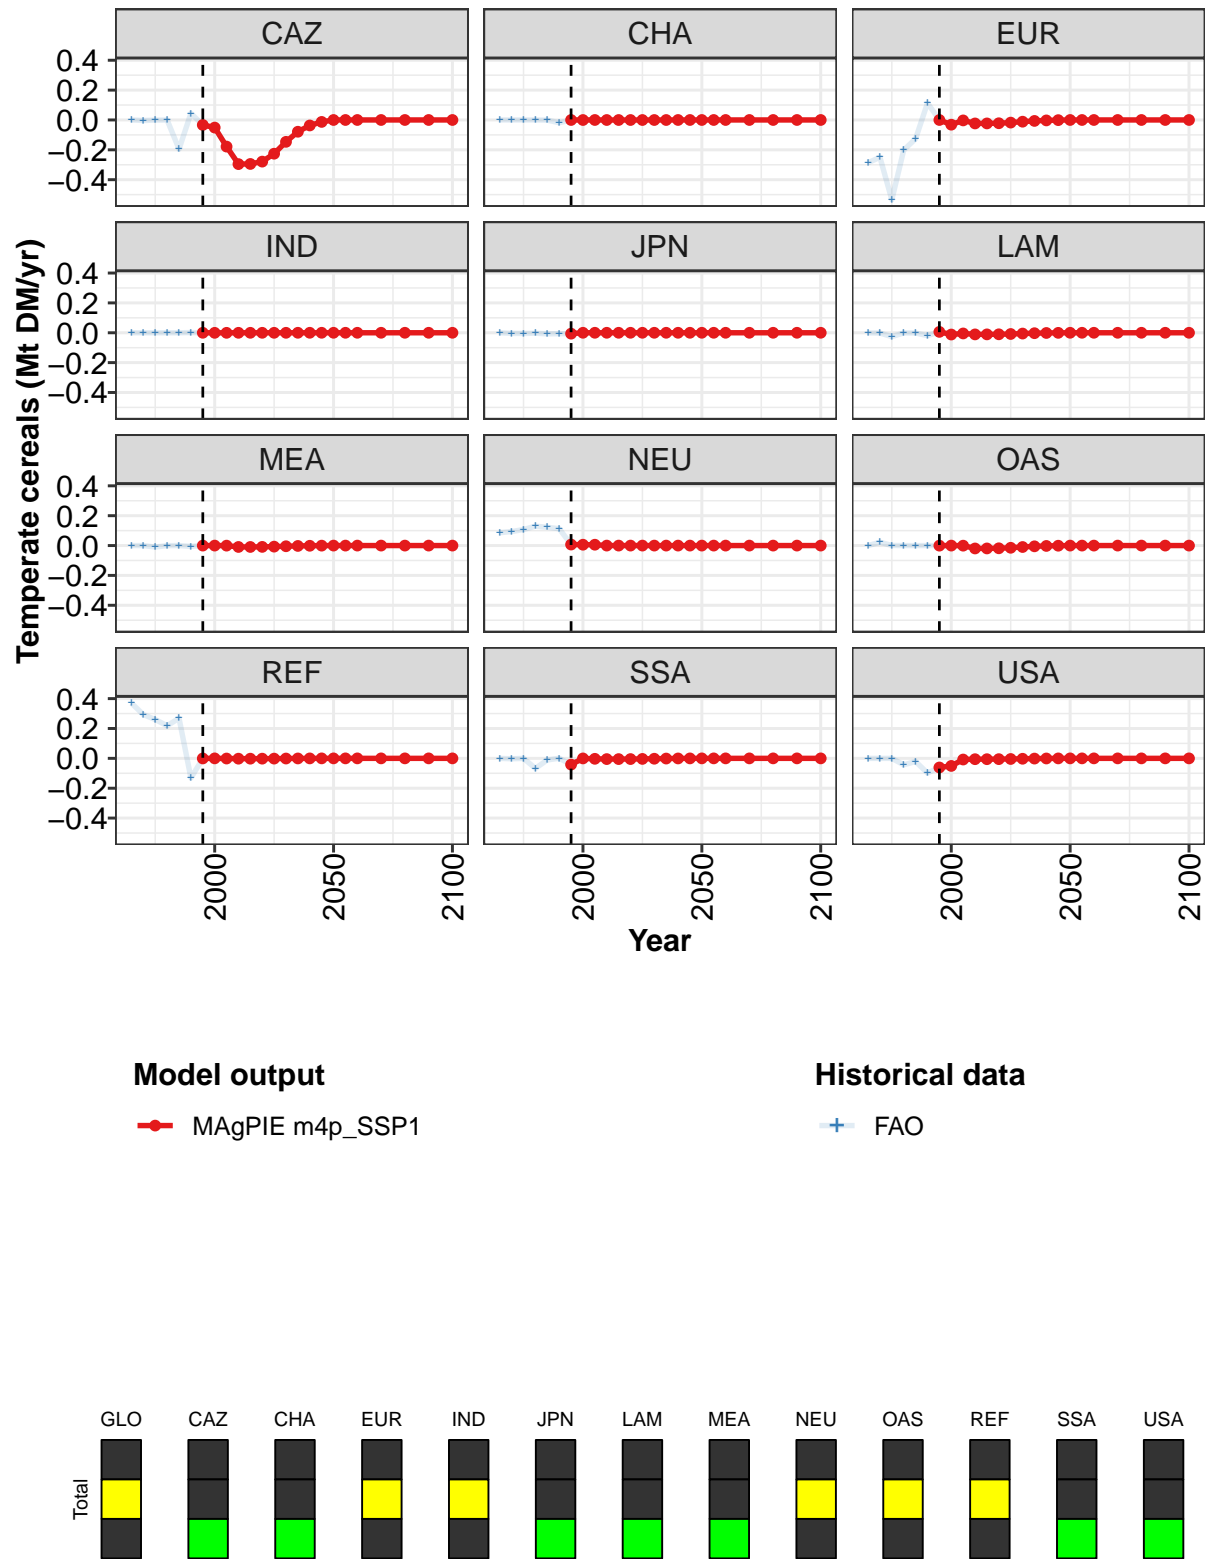 CAZ CHA EUR
0.4
0.2
0.0
−0.2
−0.4
IND JPN LAM
0.4
0.2
0.0
−0.2
−0.4
MEA NEU OAS
0.4
0.2
0.0
−0.2
−0.4
REF SSA USA
0.4
0.2
0.0
−0.2
−0.4
Temperate cereals (Mt DM/yr)
2000 2050 2100 2000 2050 2100 2000 2050 2100
Year
Model output
MAgPIE m4p_SSP1
Historical data
FAO
GLO CAZ CHA EUR IND JPN LAM MEA NEU OAS REF SSA USA
Total